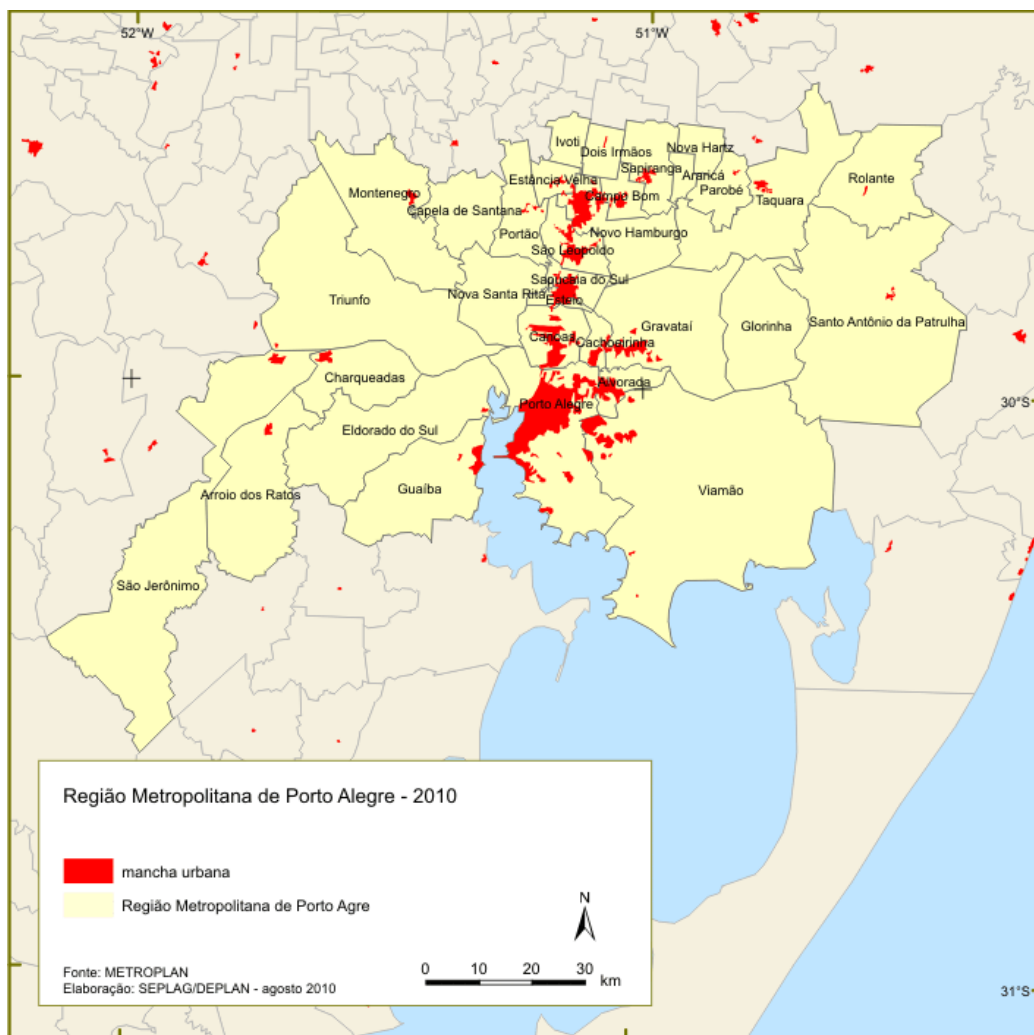 52°W
51°W
Ivoti
Dois Irmãos
Nova Hartz
Sapiranga
Estância Velha
Araricá
Rolante
Montenegro
Campo Bom
Parobé
Taquara
Capela de Santana
Portão
Novo Hamburgo
São Leopoldo
Sapucaia do Sul
Nova Santa Rita
Triunfo
Esteio
Gravataí
Glorinha
Santo Antônio da Patrulha
Canoas
Cachoeirinha
Charqueadas
Alvorada
30°S
Porto Alegre
Eldorado do Sul
Guaíba
Viamão
Arroio dos Ratos
São Jerônimo
Região Metropolitana de Porto Alegre - 2010
mancha urbana
Região Metropolitana de Porto Agre
N
Fonte: METROPLAN
Elaboração: SEPLAG/DEPLAN - agosto 2010
0 10 20 30 km
31°S